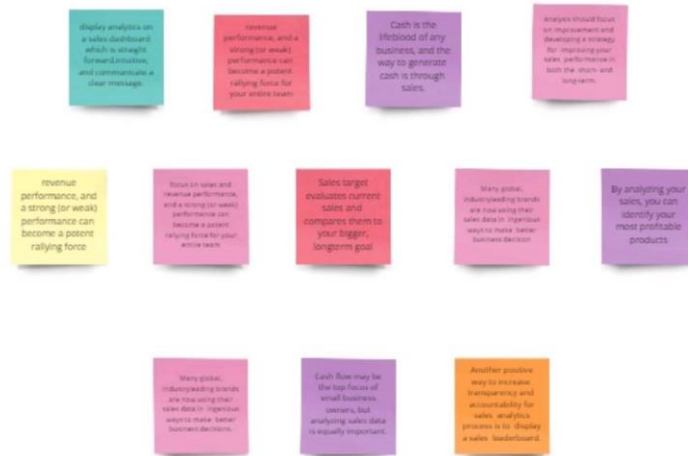 display analytics on
a sales dashboard
which is straight
forward,intuitive,
and communicate a
clear message.
revenue
performance, and a
strong (or weak)
performance can
become a potent
rallying force for
your entire team
Cash is the
lifeblood of any
business, and the
way to generate
cash is through
sales.
Analysis should focus
on improvement and
developing a strategy
for improving your
sales performance in
both the short- and
long-term.
revenue
performance, and
a strong (or weak)
performance can
become a potent
rallying force
focus on sales and
revenue performance,
and a strong (or weak)
performance can
become a potent
rallying force for your
entire team
Sales target
evaluates current
sales and
compares them to
your bigger,
longterm goal
Many global,
industryleading brands
are now using their
sales data in ingenious
ways to make better
business decision
By analyzing your
sales, you can
identify your
most profitable
products
Many global,
industryleading brands
are now using their
sales data in ingenious
ways to make better
business decisions.
Cash flow may be
the top focus of
small business
owners, but
analyzing sales data
is equally important.
Another positive
way to increase
transparency and
accountability for
sales analytics
process is to display
a sales leaderboard.